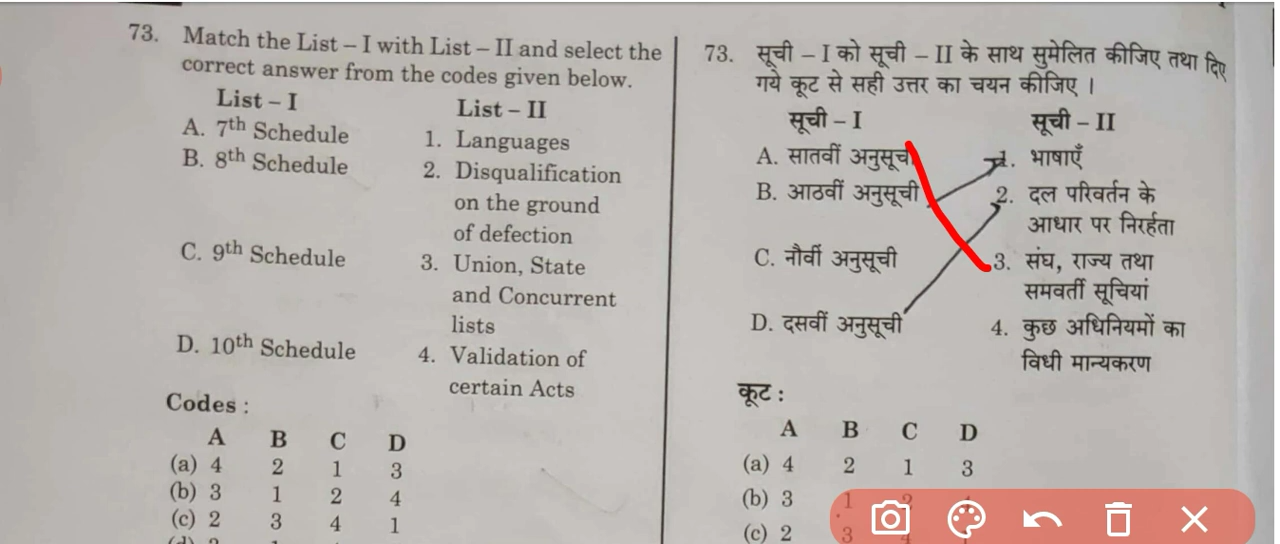 73. Match the List – I with List – II and select the
correct answer from the codes given below.
List – I List – II
A. 7th Schedule 1. Languages
B. 8th Schedule 2. Disqualification
on the ground
of defection
C. 9th Schedule 3. Union, State
and Concurrent
lists
D. 10th Schedule 4. Validation of
certain Acts
Codes :
A B C D
(a) 4 2 1 3
(b) 3 1 2 4
(c) 2 3 4 1
73. सूची – I को सूची – II के साथ सुमेलित कीजिए तथा दिए
गये कूट से सही उत्तर का चयन कीजिए ।
सूची – I सूची – II
A. सातवीं अनुसूची 1. भाषाएँ
B. आठवीं अनुसूची 2. दल परिवर्तन के
आधार पर निरर्हता
C. नौवीं अनुसूची 3. संघ, राज्य तथा
समवर्ती सूचियां
D. दसवीं अनुसूची 4. कुछ अधिनियमों का
विधी मान्यकरण
कूट :
A B C D
(a) 4 2 1 3
(b) 3 1 2 4
(c) 2 3 4